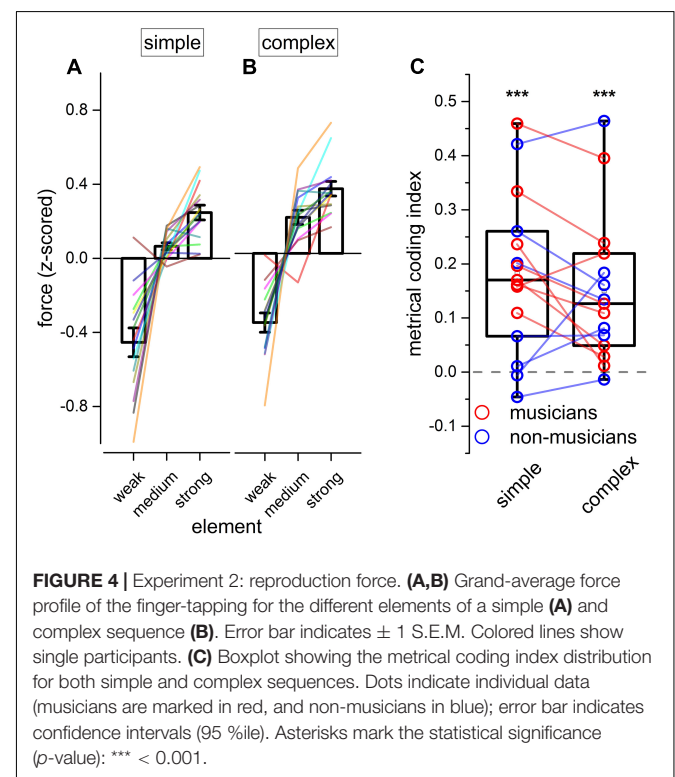 simple complex
A B C
0.8
0.4
0.0
-0.4
-0.8
force (z-scored)
weak medium strong weak medium strong
element
*** ***
0.5
0.4
0.3
0.2
0.1
0.0
-0.1
metrical coding index
musicians
non-musicians
simple complex
FIGURE 4 | Experiment 2: reproduction force. (A,B) Grand-average force
profile of the finger-tapping for the different elements of a simple (A) and
complex sequence (B). Error bar indicates ± 1 S.E.M. Colored lines show
single participants. (C) Boxplot showing the metrical coding index distribution
for both simple and complex sequences. Dots indicate individual data
(musicians are marked in red, and non-musicians in blue); error bar indicates
confidence intervals (95 %ile). Asterisks mark the statistical significance
(p-value): *** < 0.001.